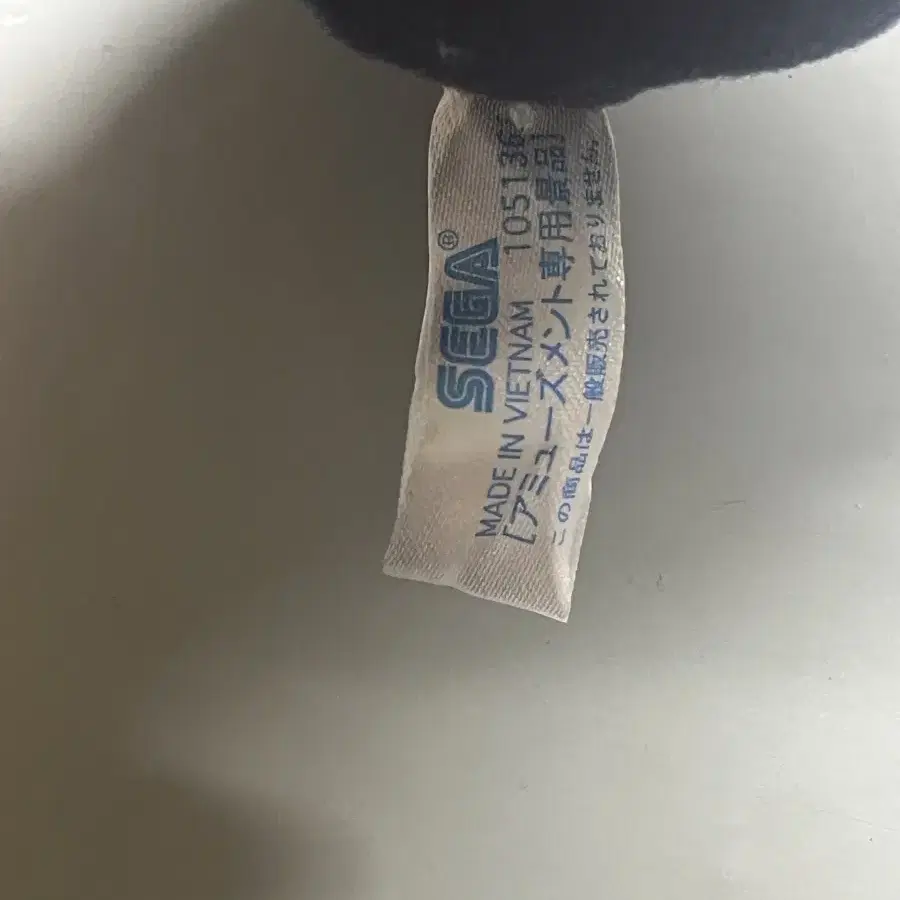 SEGA®
MADE IN VIETNAM 105136
[アミューズメント専用景品]
この商品は一般販売されておりません。